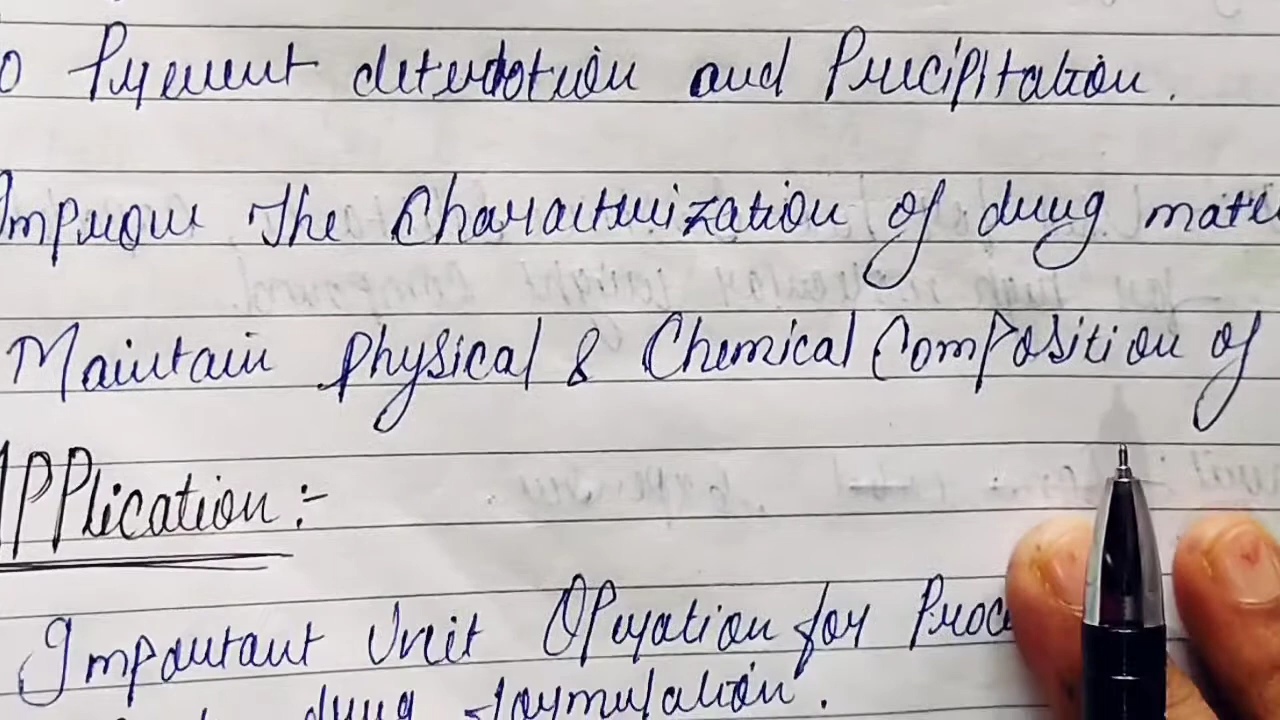 o Prevent deterdotion and Precipitation.
Improve The Characterization of drug mate
Maintain physical & Chemical Composition of
APPlication :-
Important Unit Operation for Proc
drug formulation.